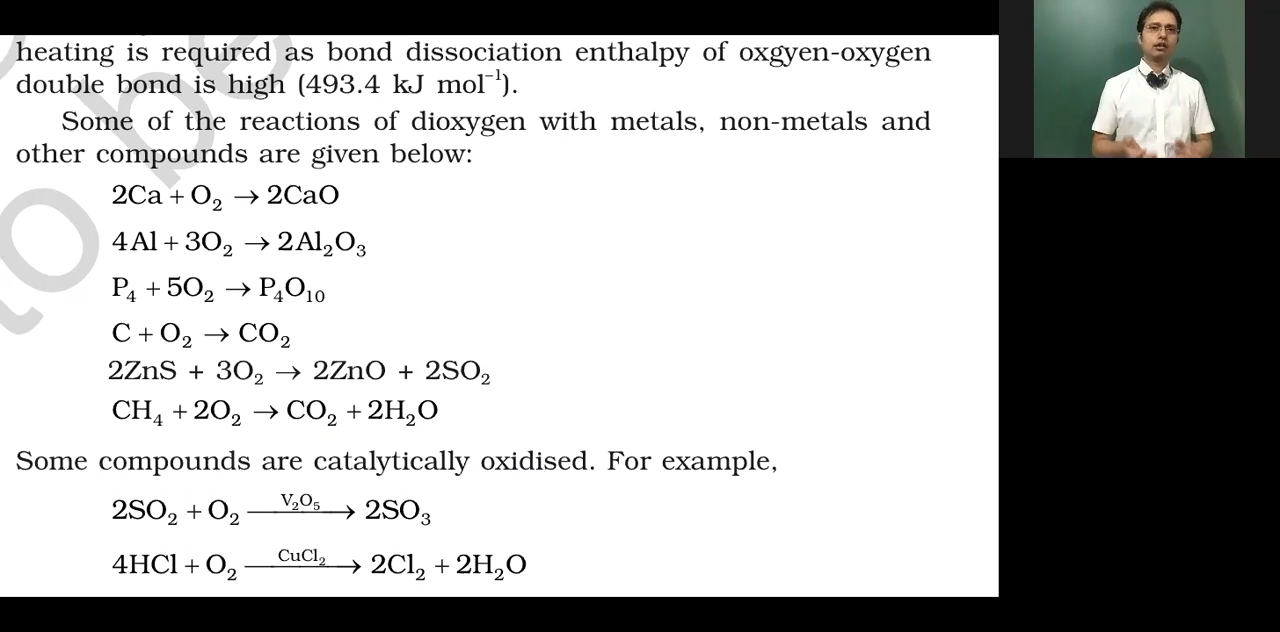 heating is required as bond dissociation enthalpy of oxgyen-oxygen
double bond is high (493.4 kJ mol⁻¹).
Some of the reactions of dioxygen with metals, non-metals and
other compounds are given below:
2Ca + O₂ → 2CaO
4Al + 3O₂ → 2Al₂O₃
P₄ + 5O₂ → P₄O₁₀
C + O₂ → CO₂
2ZnS + 3O₂ → 2ZnO + 2SO₂
CH₄ + 2O₂ → CO₂ + 2H₂O
Some compounds are catalytically oxidised. For example,
2SO₂ + O₂ —V₂O₅→ 2SO₃
4HCl + O₂ —CuCl₂→ 2Cl₂ + 2H₂O
to be